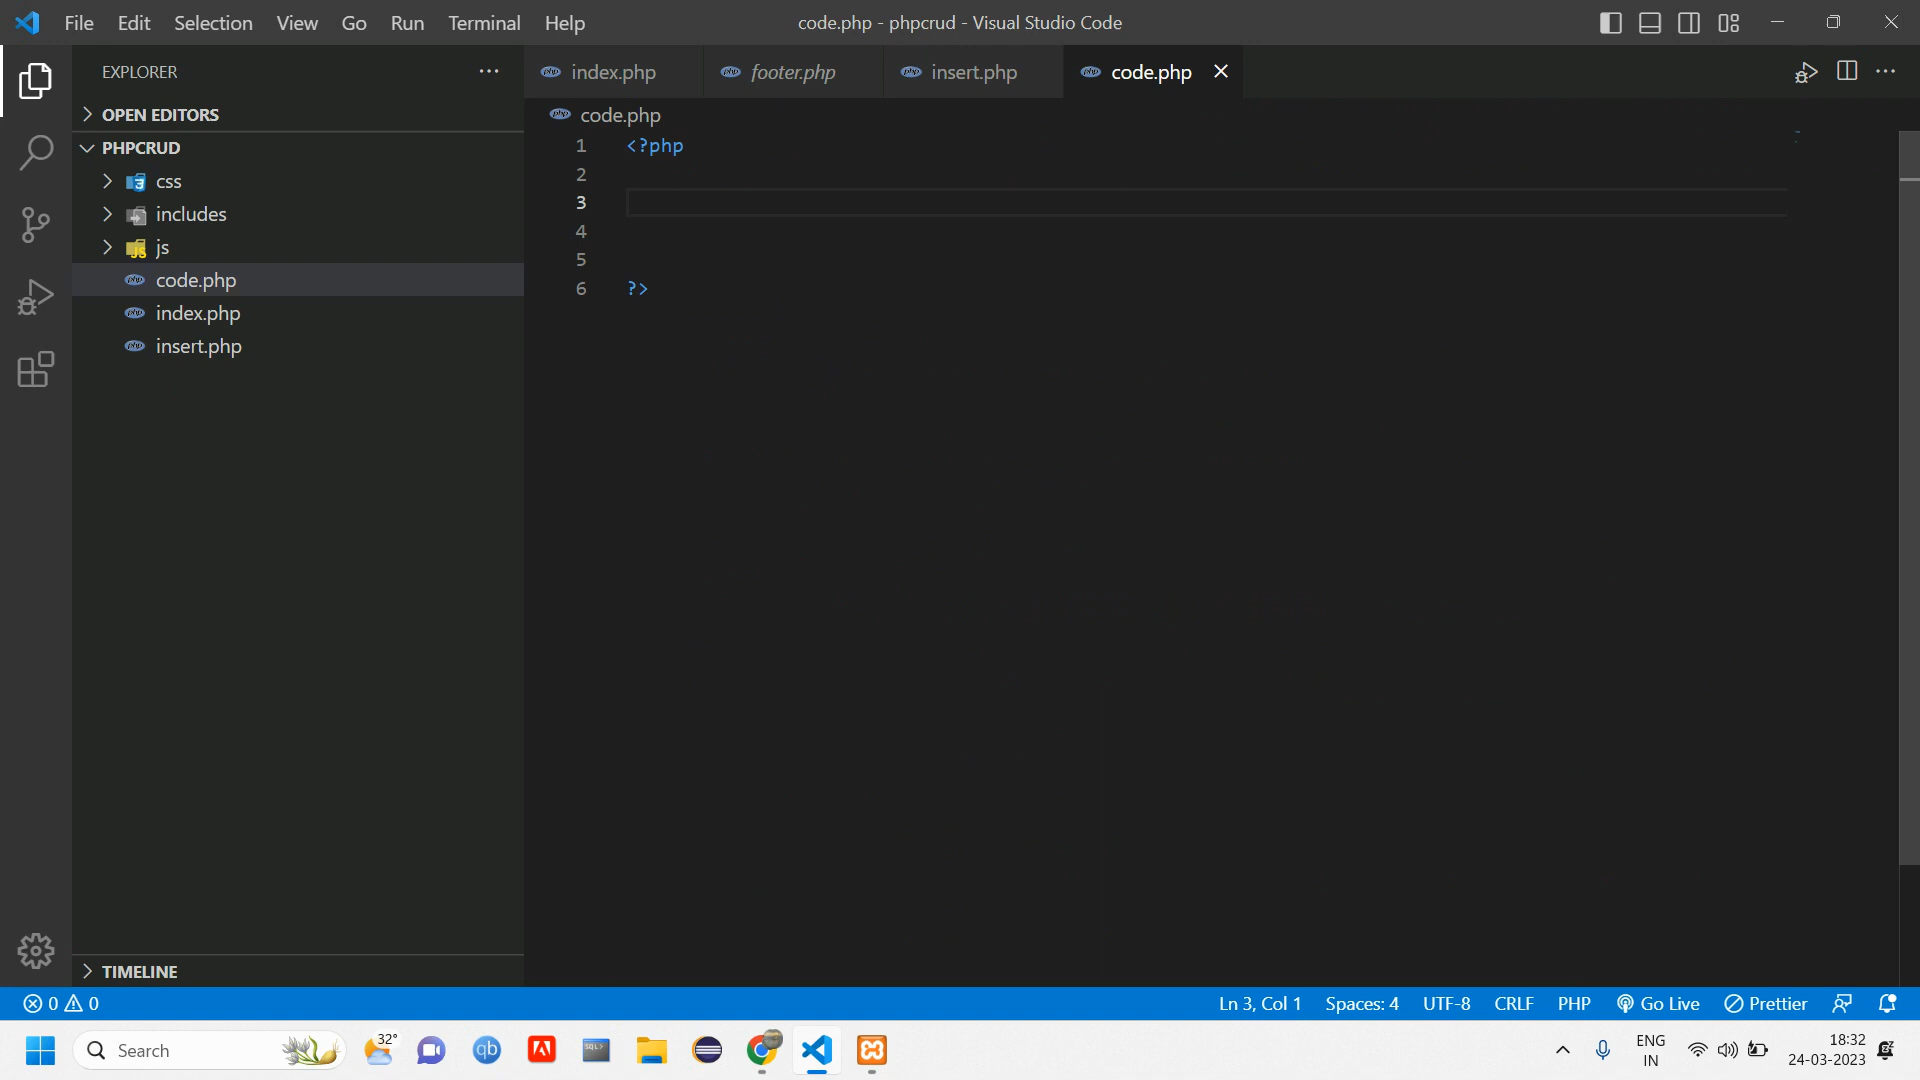 File Edit Selection View Go Run Terminal Help code.php - phpcrud - Visual Studio Code
EXPLORER
OPEN EDITORS
PHPCRUD
css
includes
js
code.php
index.php
insert.php
TIMELINE
index.php footer.php insert.php code.php
code.php
1 <?php
2
3
4
5
6 ?>
0 0 Ln 3, Col 1 Spaces: 4 UTF-8 CRLF PHP Go Live Prettier
Search 32° qb SQL> ENG 18:32
IN 24-03-2023